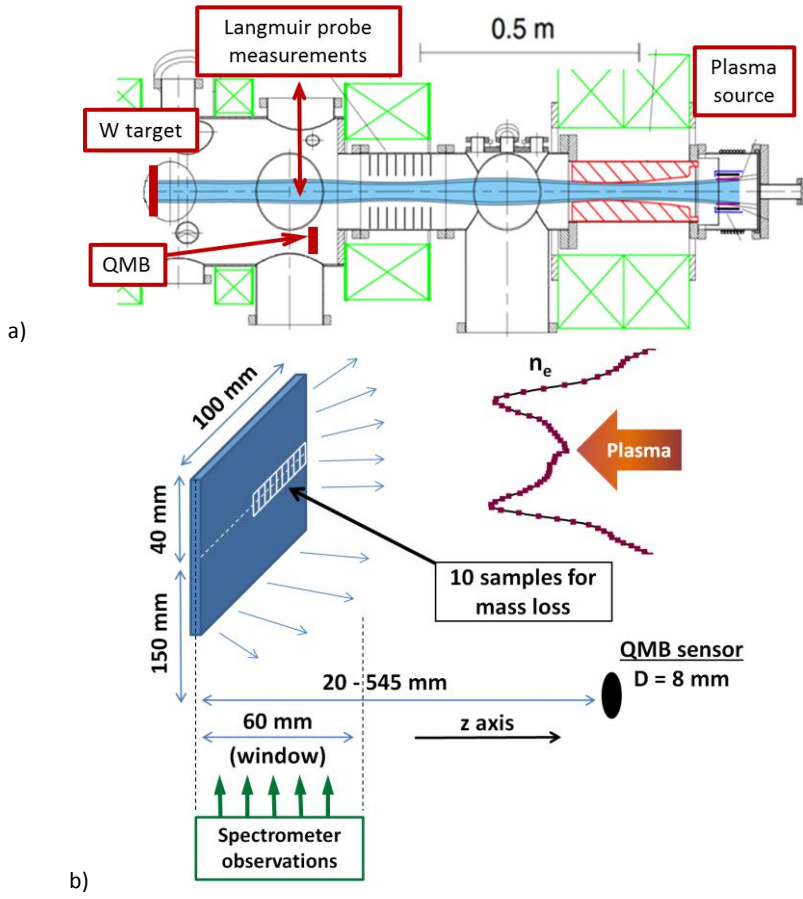 Langmuir probe
measurements
0.5 m
Plasma
source
W target
QMB
a)
100 mm
nₑ
Plasma
40 mm
10 samples for
mass loss
150 mm
QMB sensor
D = 8 mm
20 - 545 mm
60 mm
(window)
z axis
Spectrometer
observations
b)